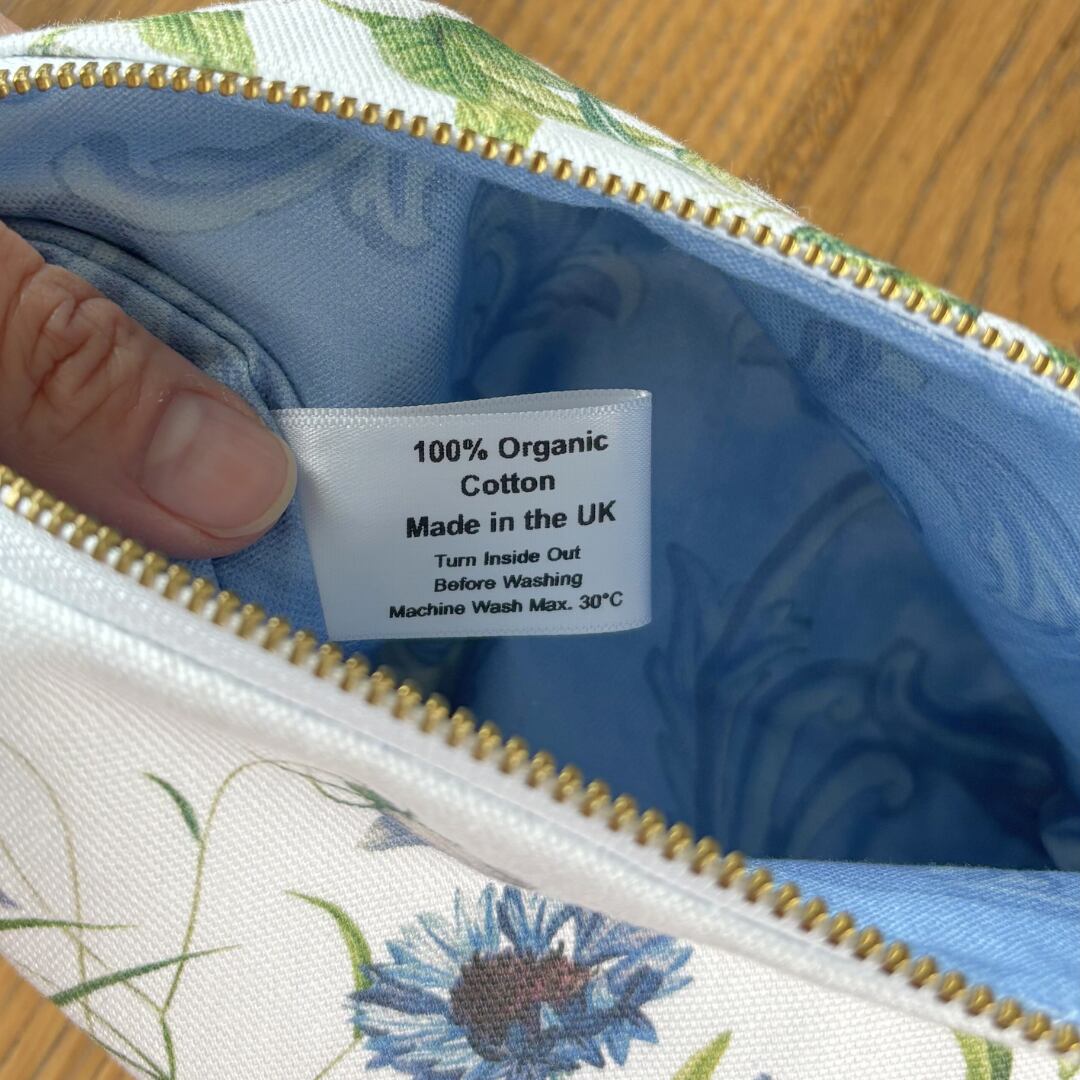 100% Organic
Cotton
Made in the UK
Turn Inside Out
Before Washing
Machine Wash Max. 30°C